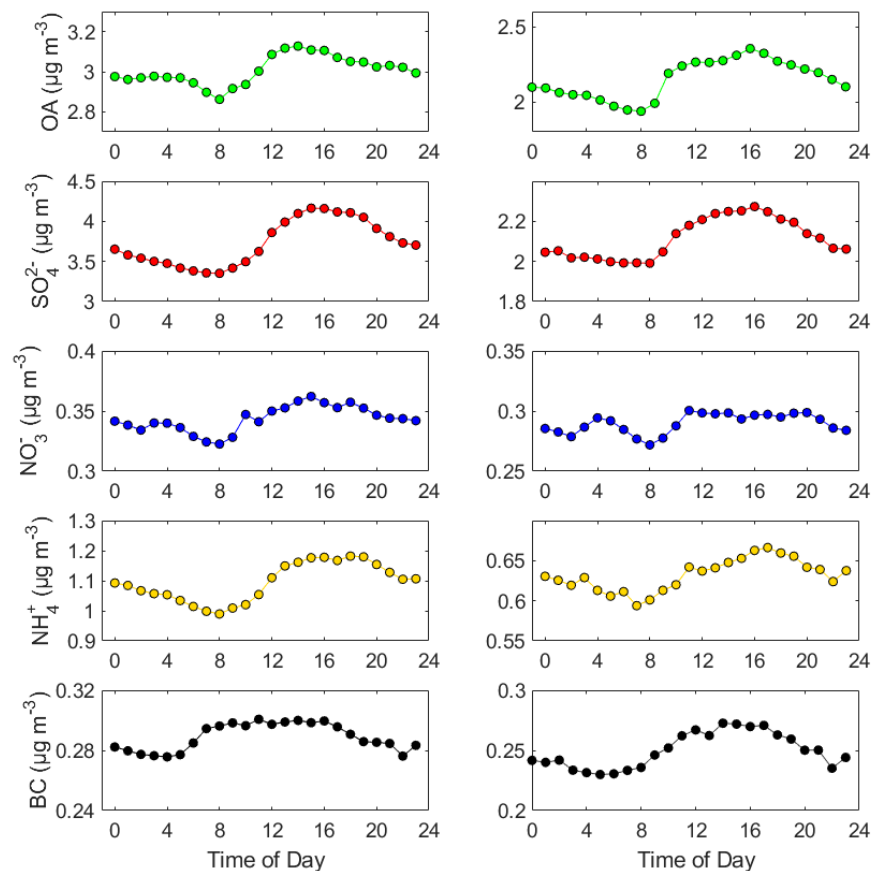 OA (µg m⁻³)
3.2
3
2.8
0 4 8 12 16 20 24
2.5
2
0 4 8 12 16 20 24
SO₄²⁻ (µg m⁻³)
4.5
4
3.5
3
0 4 8 12 16 20 24
2.2
2
1.8
0 4 8 12 16 20 24
NO₃⁻ (µg m⁻³)
0.4
0.35
0.3
0 4 8 12 16 20 24
0.35
0.3
0.25
0 4 8 12 16 20 24
NH₄⁺ (µg m⁻³)
1.3
1.2
1.1
1
0.9
0 4 8 12 16 20 24
0.65
0.6
0.55
0 4 8 12 16 20 24
BC (µg m⁻³)
0.32
0.28
0.24
0 4 8 12 16 20 24
Time of Day
0.3
0.25
0.2
0 4 8 12 16 20 24
Time of Day